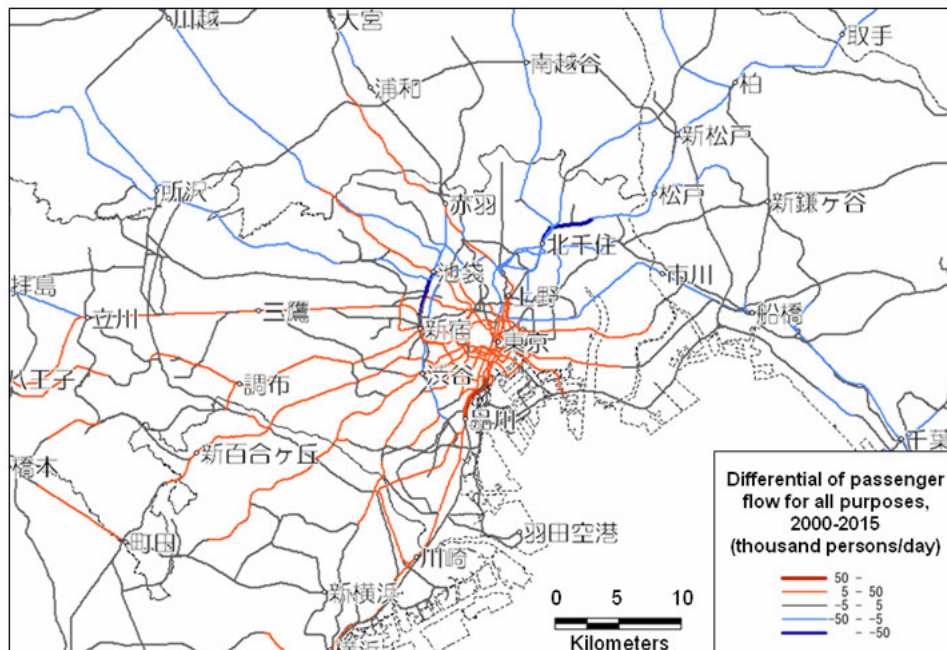 川越
大宮
取手
南越谷
浦和
柏
新松戸
所沢
赤羽
松戸
新鎌ヶ谷
北千住
池袋
市川
拝島
上野
立川
三鷹
船橋
新宿
東京
八王子
調布
渋谷
品川
千葉
橋本
新百合ヶ丘
町田
羽田空港
川崎
新横浜
横浜
0 5 10
Kilometers
Differential of passenger
flow for all purposes,
2000-2015
(thousand persons/day)
50 -
5 - 50
-5 - 5
-50 - -5
- -50